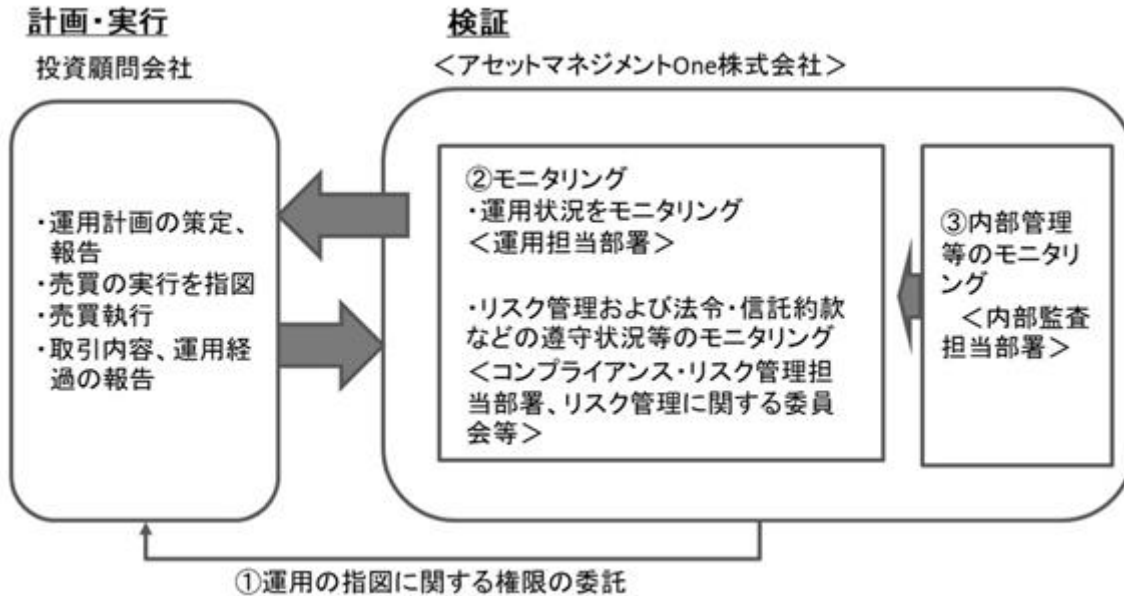 計画・実行
投資顧問会社
・運用計画の策定、
報告
・売買の実行を指図
・売買執行
・取引内容、運用経
過の報告
検証
＜アセットマネジメントOne株式会社＞
②モニタリング
・運用状況をモニタリング
＜運用担当部署＞
・リスク管理および法令・信託約款
などの遵守状況等のモニタリング
＜コンプライアンス・リスク管理担
当部署、リスク管理に関する委員
会等＞
③内部管理
等のモニタリ
ング
＜内部監査
担当部署＞
①運用の指図に関する権限の委託